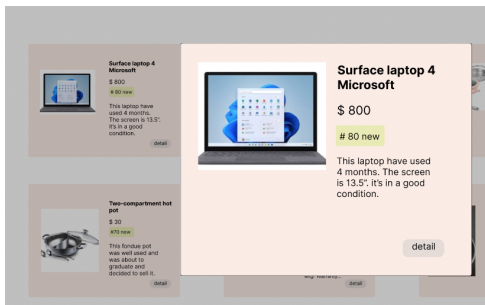 Surface laptop 4
Microsoft
$ 800
# 80 new
This laptop have
used 4 months.
The screen is 13.5”.
it’s in a good
condition.
detail
Surface laptop 4
Microsoft
$ 800
# 80 new
This laptop have used
4 months. The screen
is 13.5”. it’s in a good
condition.
detail
Two-compartment hot
pot
$ 30
#70 new
This fondue pot
was well used and
was about to
graduate and
decided to sell it.
detail
detail